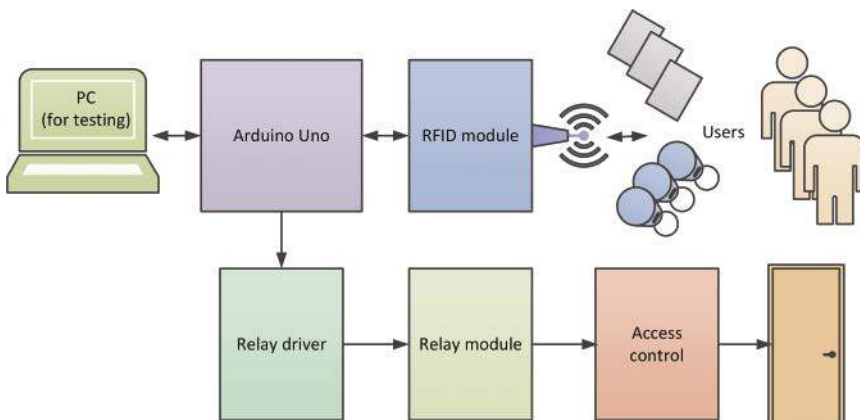 PC
(for testing)
Arduino Uno
RFID module
Users
Relay driver
Relay module
Access
control